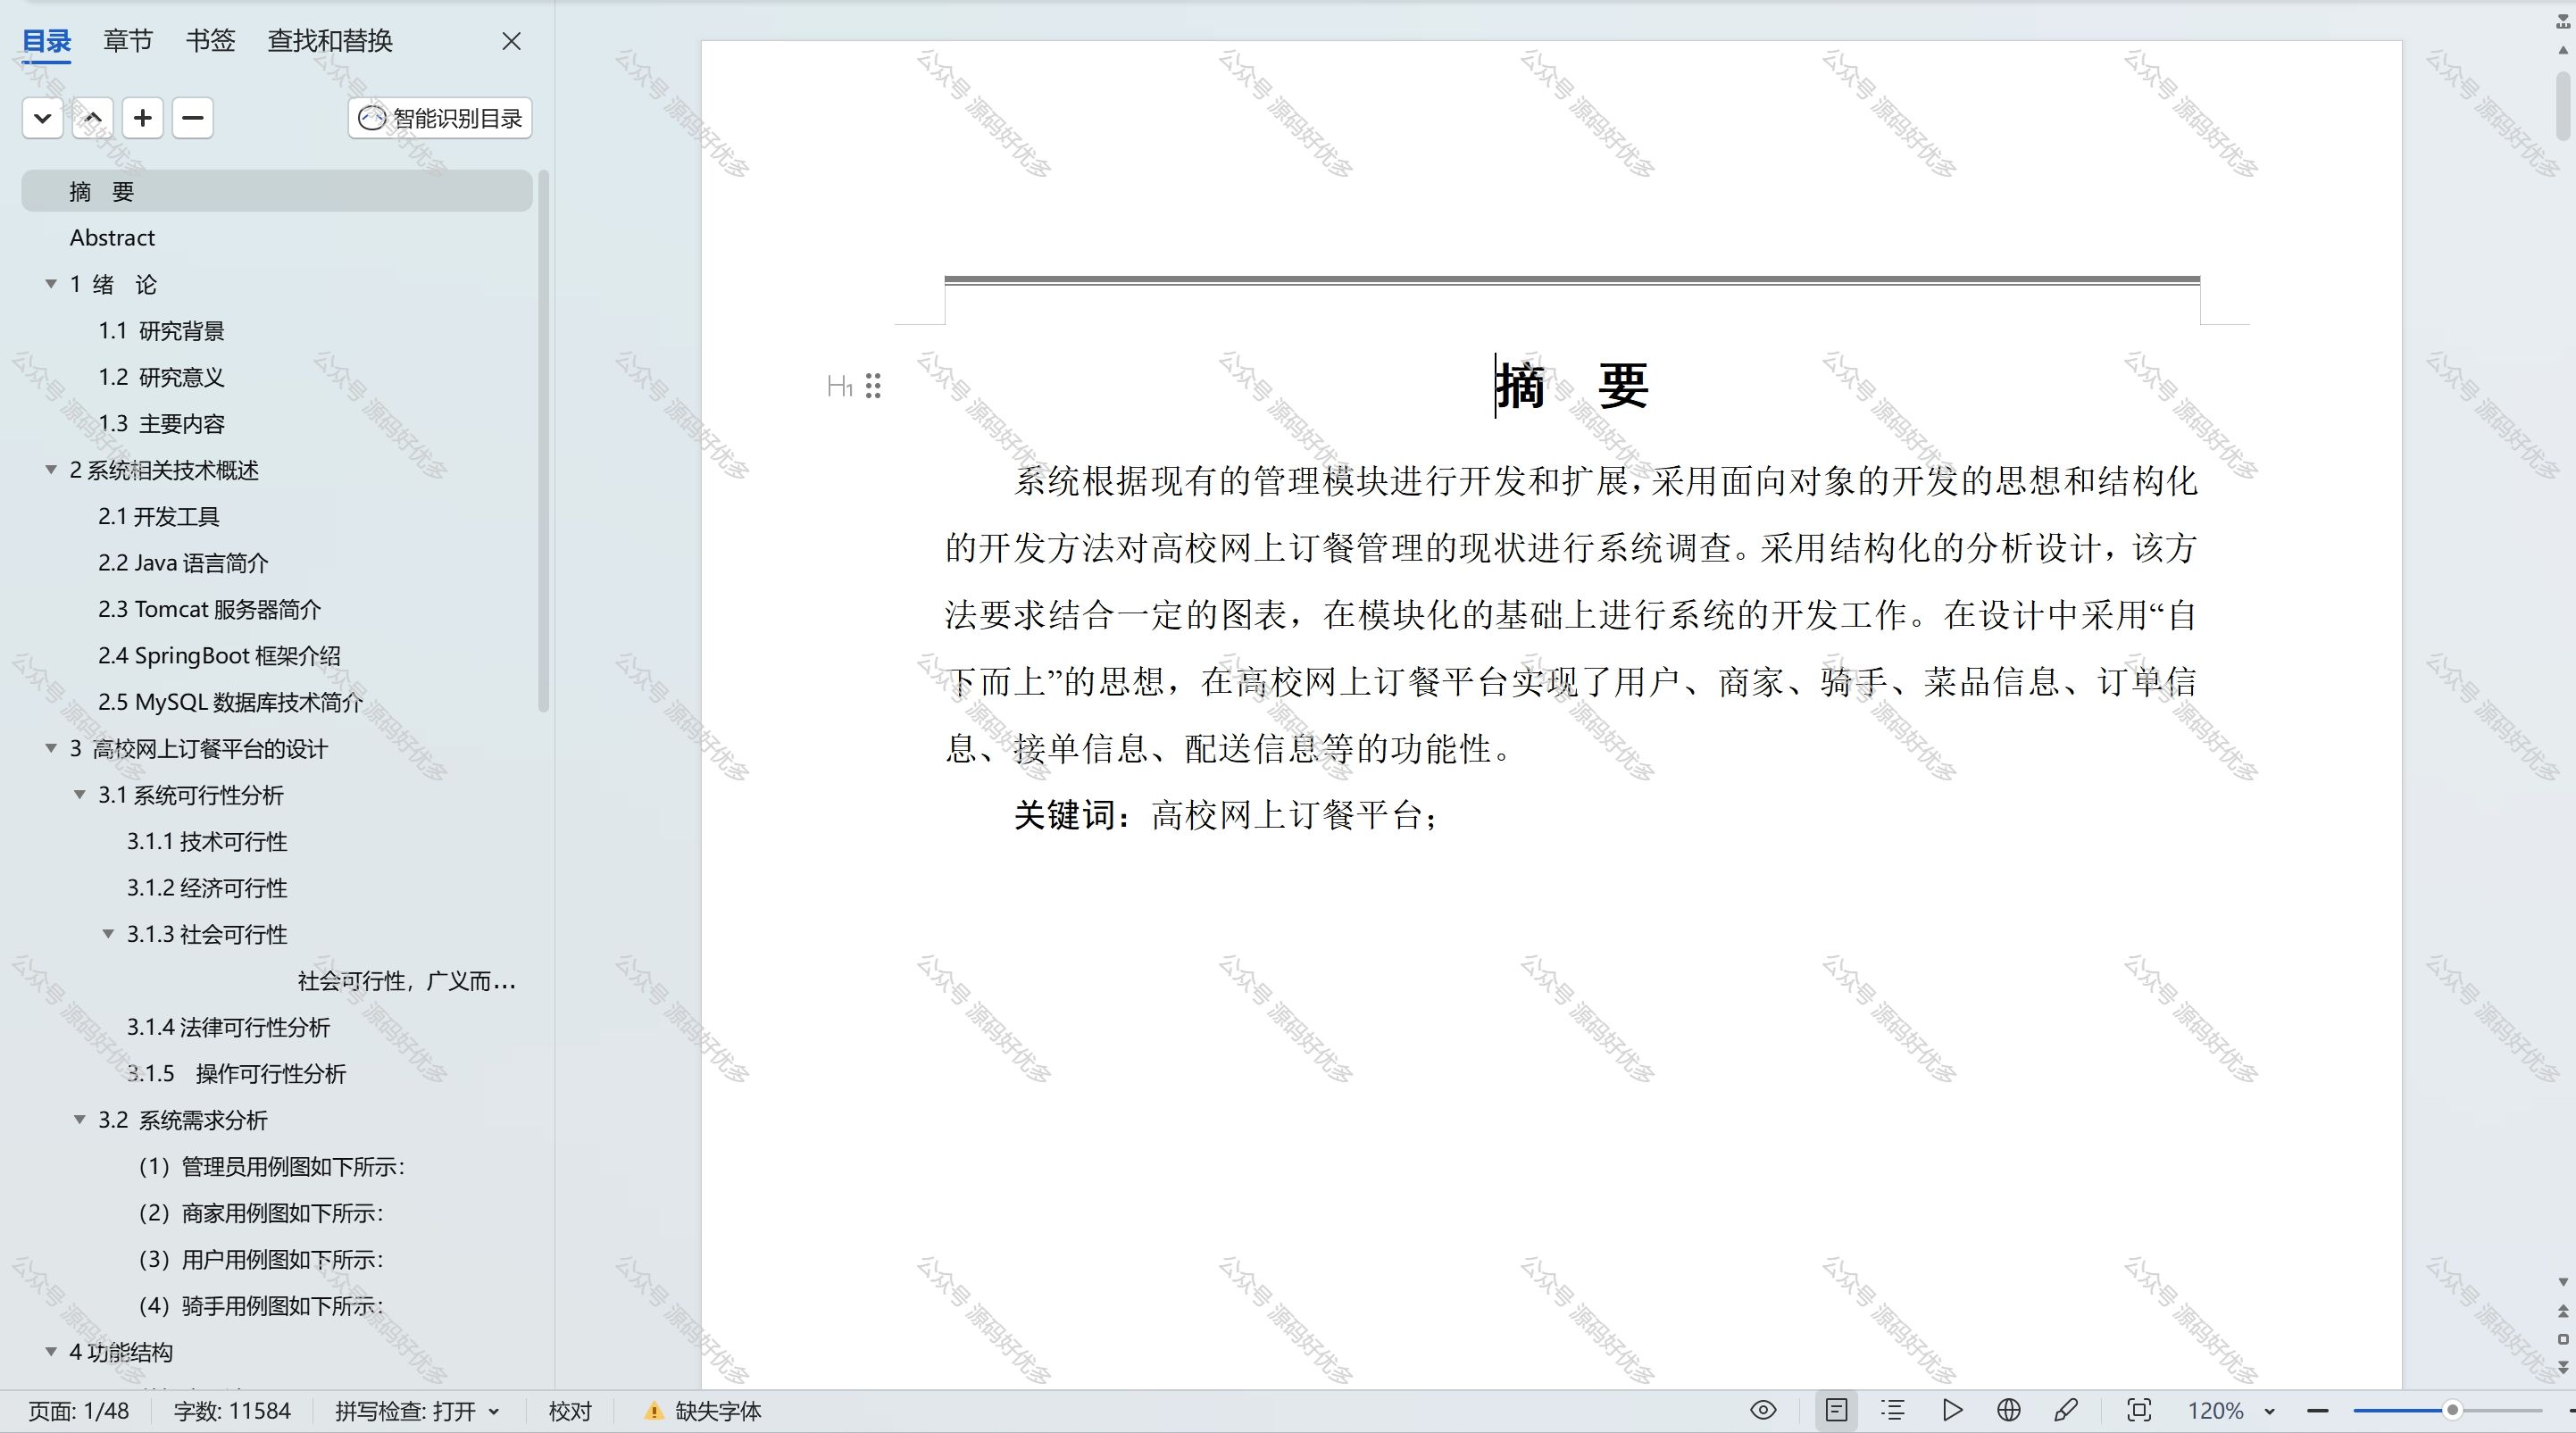 目录 章节 书签 查找和替换
智能识别目录
摘 要
Abstract
1 绪 论
1.1 研究背景
1.2 研究意义
1.3 主要内容
2 系统相关技术概述
2.1 开发工具
2.2 Java 语言简介
2.3 Tomcat 服务器简介
2.4 SpringBoot 框架介绍
2.5 MySQL 数据库技术简介
3 高校网上订餐平台的设计
3.1 系统可行性分析
3.1.1 技术可行性
3.1.2 经济可行性
3.1.3 社会可行性
社会可行性，广义而...
3.1.4 法律可行性分析
3.1.5 操作可行性分析
3.2 系统需求分析
（1）管理员用例图如下所示：
（2）商家用例图如下所示：
（3）用户用例图如下所示：
（4）骑手用例图如下所示：
4 功能结构
H1
摘 要
系统根据现有的管理模块进行开发和扩展，采用面向对象的开发的思想和结构化
的开发方法对高校网上订餐管理的现状进行系统调查。采用结构化的分析设计，该方
法要求结合一定的图表，在模块化的基础上进行系统的开发工作。在设计中采用“自
下而上”的思想，在高校网上订餐平台实现了用户、商家、骑手、菜品信息、订单信
息、接单信息、配送信息等的功能性。
关键词：高校网上订餐平台；
页面: 1/48 字数: 11584 拼写检查: 打开 校对 缺失字体 120%
公众号 源码好优多